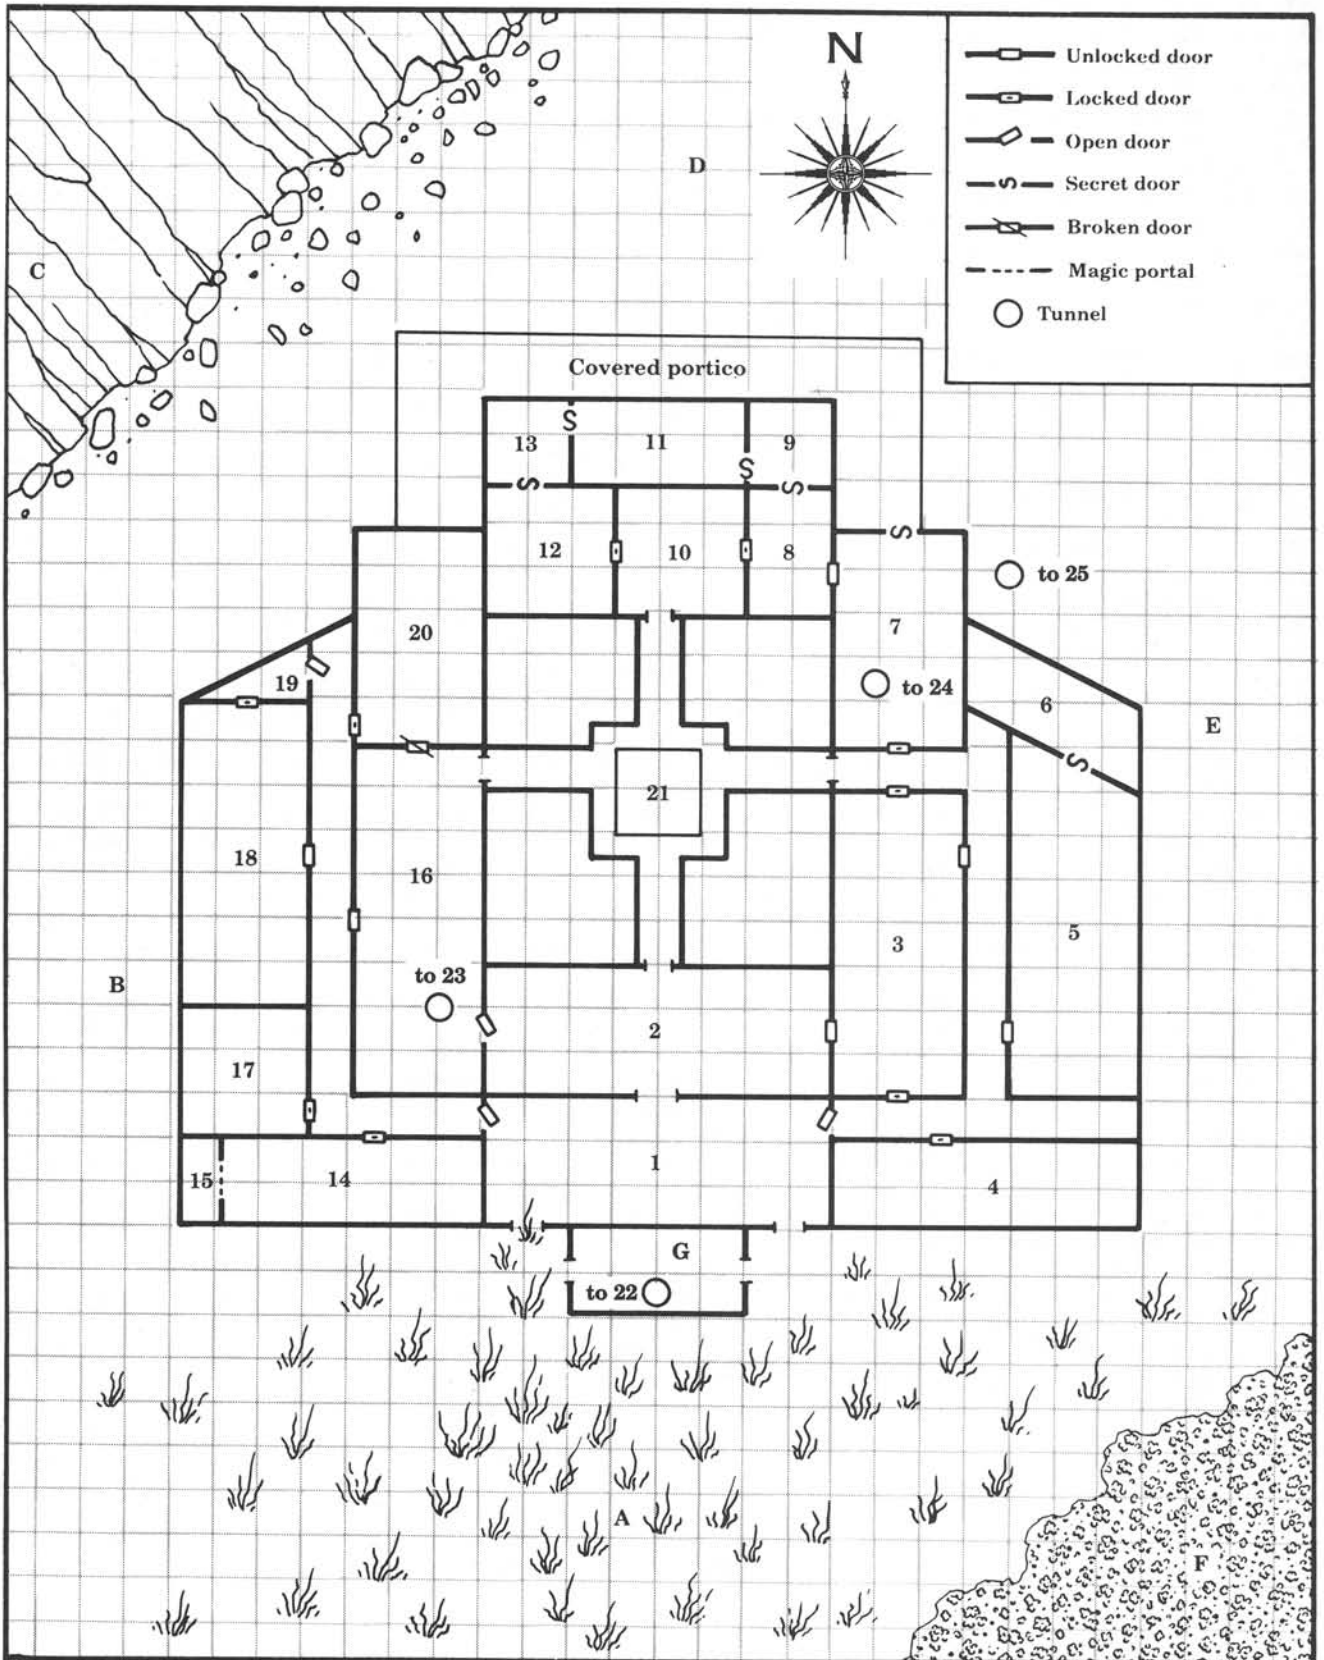 N
Unlocked door
Locked door
Open door
S
Secret door
Broken door
Magic portal
Tunnel
D
C
Covered portico
S
13
11
9
S
S
S
12
10
8
S
to 25
20
7
19
to 24
6
E
S
21
18
16
3
5
B
to 23
2
17
1
15
14
4
G
to 22
A
F